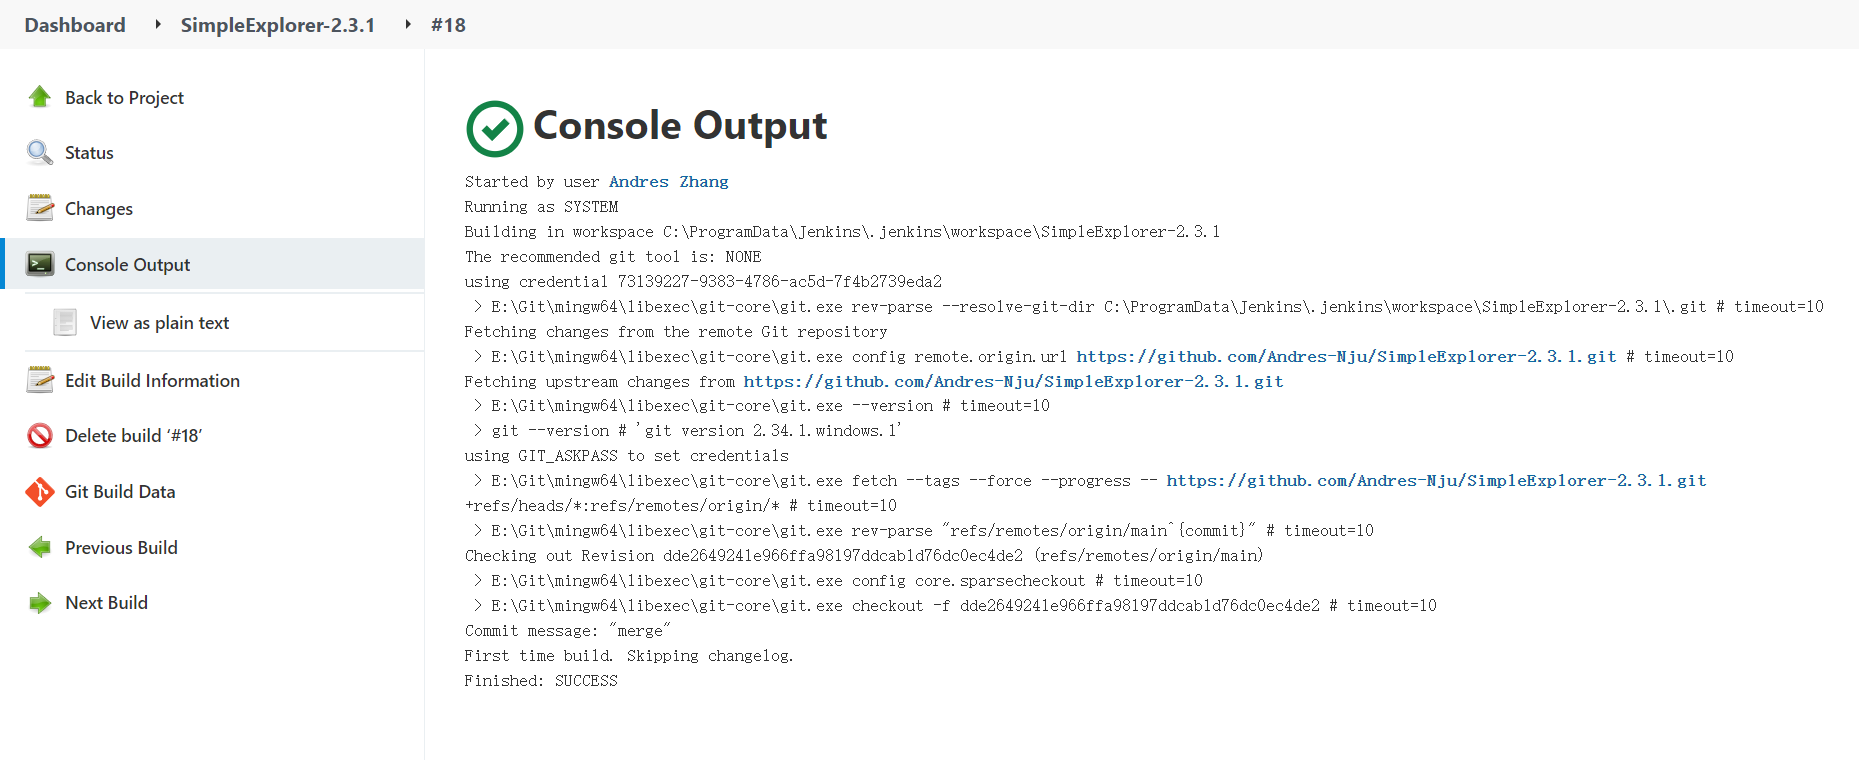 Dashboard SimpleExplorer-2.3.1 #18
Back to Project
Status
Changes
Console Output
View as plain text
Edit Build Information
Delete build ‘#18’
Git Build Data
Previous Build
Next Build
Console Output
Started by user Andres Zhang
Running as SYSTEM
Building in workspace C:\ProgramData\Jenkins\.jenkins\workspace\SimpleExplorer-2.3.1
The recommended git tool is: NONE
using credential 73139227-9383-4786-ac5d-7f4b2739eda2
> E:\Git\mingw64\libexec\git-core\git.exe rev-parse --resolve-git-dir C:\ProgramData\Jenkins\.jenkins\workspace\SimpleExplorer-2.3.1\.git # timeout=10
Fetching changes from the remote Git repository
> E:\Git\mingw64\libexec\git-core\git.exe config remote.origin.url https://github.com/Andres-Nju/SimpleExplorer-2.3.1.git # timeout=10
Fetching upstream changes from https://github.com/Andres-Nju/SimpleExplorer-2.3.1.git
> E:\Git\mingw64\libexec\git-core\git.exe --version # timeout=10
> git --version # 'git version 2.34.1.windows.1'
using GIT_ASKPASS to set credentials
> E:\Git\mingw64\libexec\git-core\git.exe fetch --tags --force --progress -- https://github.com/Andres-Nju/SimpleExplorer-2.3.1.git
+refs/heads/*:refs/remotes/origin/* # timeout=10
> E:\Git\mingw64\libexec\git-core\git.exe rev-parse "refs/remotes/origin/main^{commit}" # timeout=10
Checking out Revision dde2649241e966ffa98197ddcab1d76dc0ec4de2 (refs/remotes/origin/main)
> E:\Git\mingw64\libexec\git-core\git.exe config core.sparsecheckout # timeout=10
> E:\Git\mingw64\libexec\git-core\git.exe checkout -f dde2649241e966ffa98197ddcab1d76dc0ec4de2 # timeout=10
Commit message: "merge"
First time build. Skipping changelog.
Finished: SUCCESS